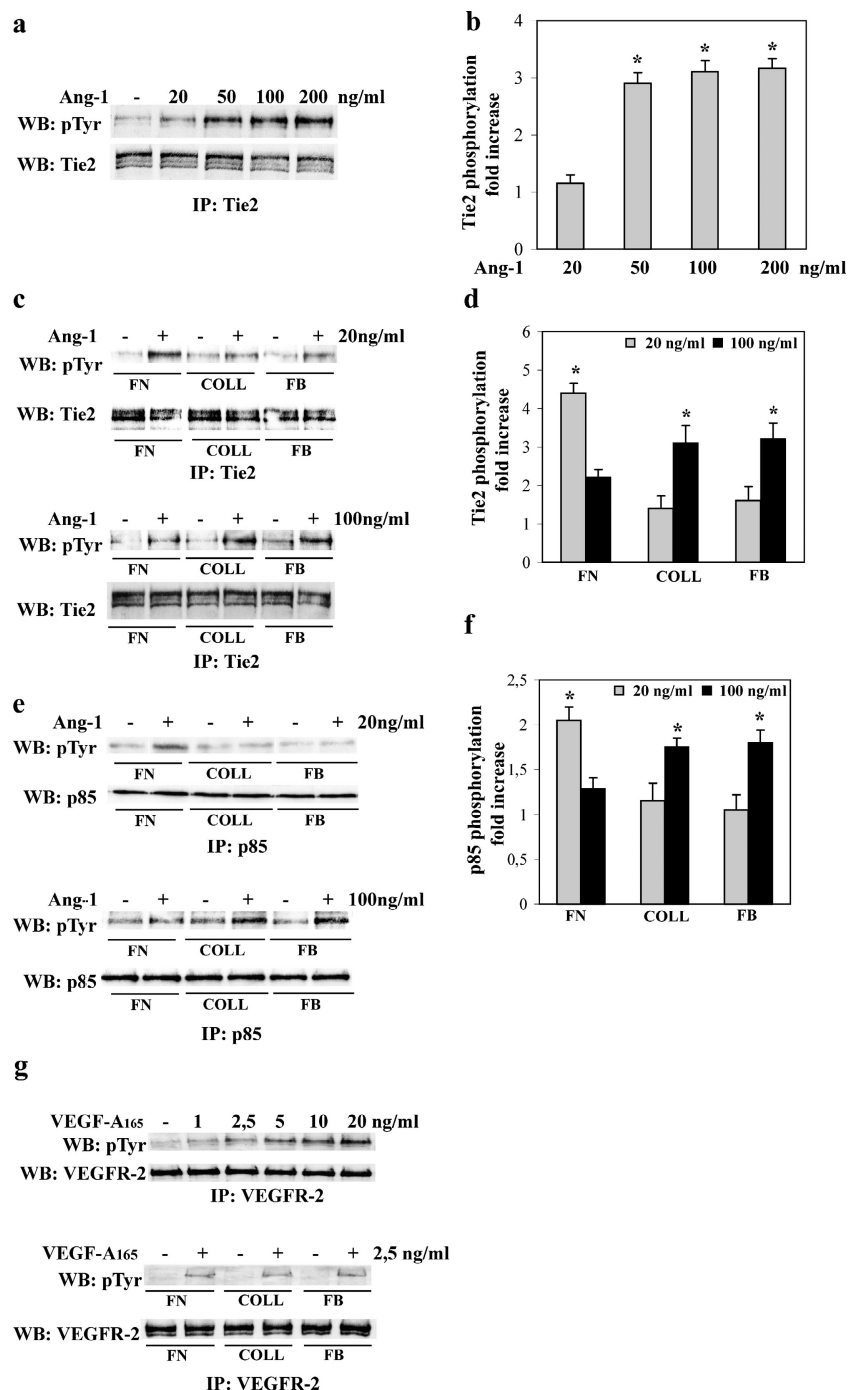 a
Ang-1 - 20 50 100 200 ng/ml
WB: pTyr
WB: Tie2
IP: Tie2
b
Tie2 phosphorylation
fold increase
4
3
2
1
0
* * *
Ang-1 20 50 100 200 ng/ml
c
Ang-1 - + - + - + 20ng/ml
WB: pTyr
FN COLL FB
WB: Tie2
FN COLL FB
IP: Tie2
Ang-1 - + - + - + 100ng/ml
WB: pTyr
FN COLL FB
WB: Tie2
FN COLL FB
IP: Tie2
d
Tie2 phosphorylation
fold increase
20 ng/ml 100 ng/ml
6
5
4
3
2
1
0
* * *
FN COLL FB
e
Ang-1 - + - + - + 20ng/ml
WB: pTyr
FN COLL FB
WB: p85
FN COLL FB
IP: p85
Ang-1 - + - + - + 100ng/ml
WB: pTyr
FN COLL FB
WB: p85
FN COLL FB
IP: p85
f
p85 phosphorylation
fold increase
20 ng/ml 100 ng/ml
2,5
2
1,5
1
0,5
0
* * *
FN COLL FB
g
VEGF-A165 - 1 2,5 5 10 20 ng/ml
WB: pTyr
WB: VEGFR-2
IP: VEGFR-2
VEGF-A165 - + - + - + 2,5 ng/ml
WB: pTyr
FN COLL FB
WB: VEGFR-2
FN COLL FB
IP: VEGFR-2